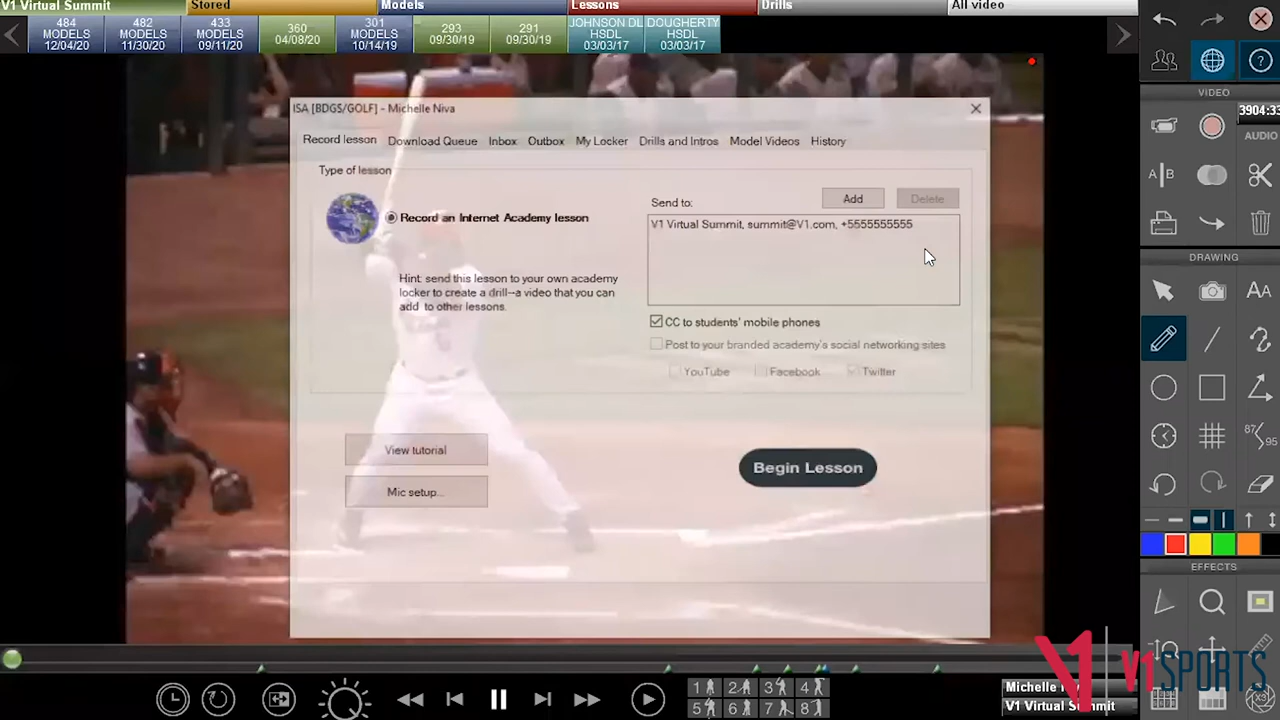 V1 Virtual Summit
Stored
Models
Lessons
Drills
All video
484
MODELS
12/04/20
482
MODELS
11/30/20
433
MODELS
09/11/20
360
04/08/20
301
MODELS
10/14/19
293
09/30/19
291
09/30/19
JOHNSON DL
HSDL
03/03/17
DOUGHERTY
HSDL
03/03/17
ISA [BDGS/GOLF] - Michelle Niva
Record lesson
Download Queue
Inbox
Outbox
My Locker
Drills and Intros
Model Videos
History
Type of lesson
Record an Internet Academy lesson
Hint: send this lesson to your own academy
locker to create a drill--a video that you can
add to other lessons.
Send to:
Add
Delete
V1 Virtual Summit, summit@V1.com, +5555555555
CC to students' mobile phones
Post to your branded academy's social networking sites
YouTube
Facebook
Twitter
View tutorial
Mic setup...
Begin Lesson
VIDEO
3904:33
AUDIO
A|B
DRAWING
AA
87/95
EFFECTS
1
2
3
4
5
6
7
8
Michelle
V1 Virtual Summit
V1 V1SPORTS